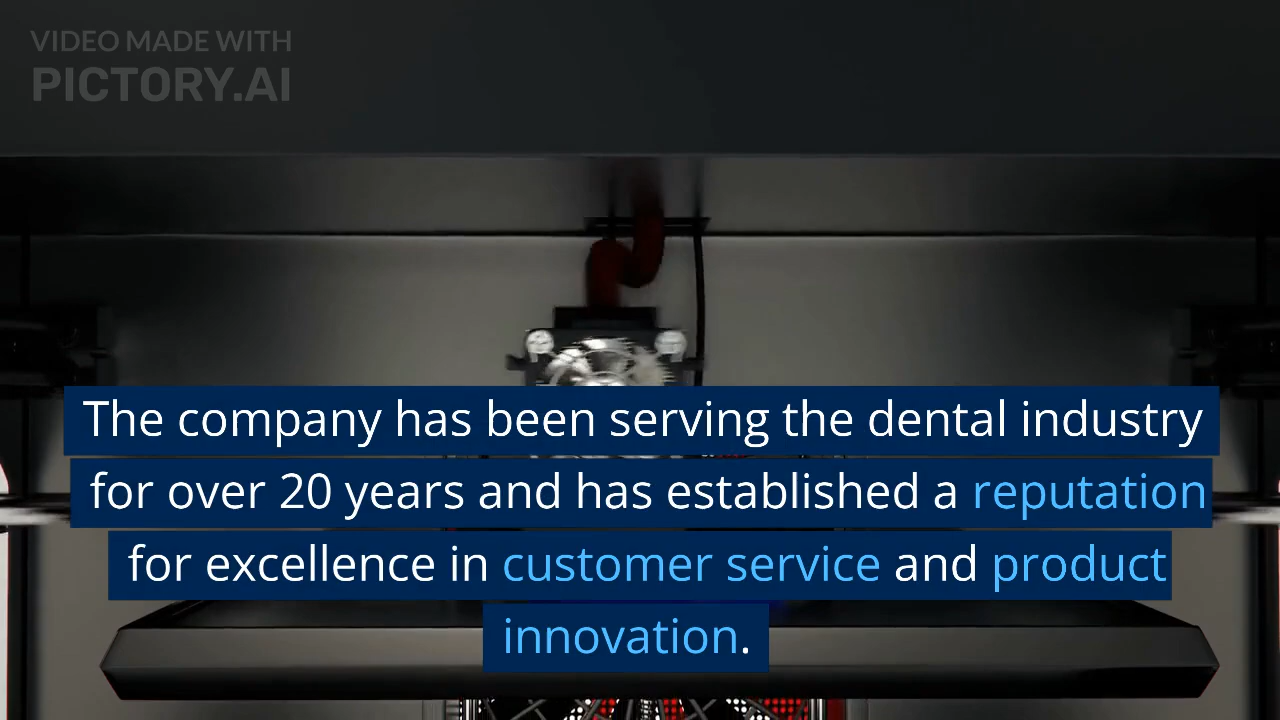 VIDEO MADE WITH
PICTORY.AI
The company has been serving the dental industry
for over 20 years and has established a reputation
for excellence in customer service and product
innovation.